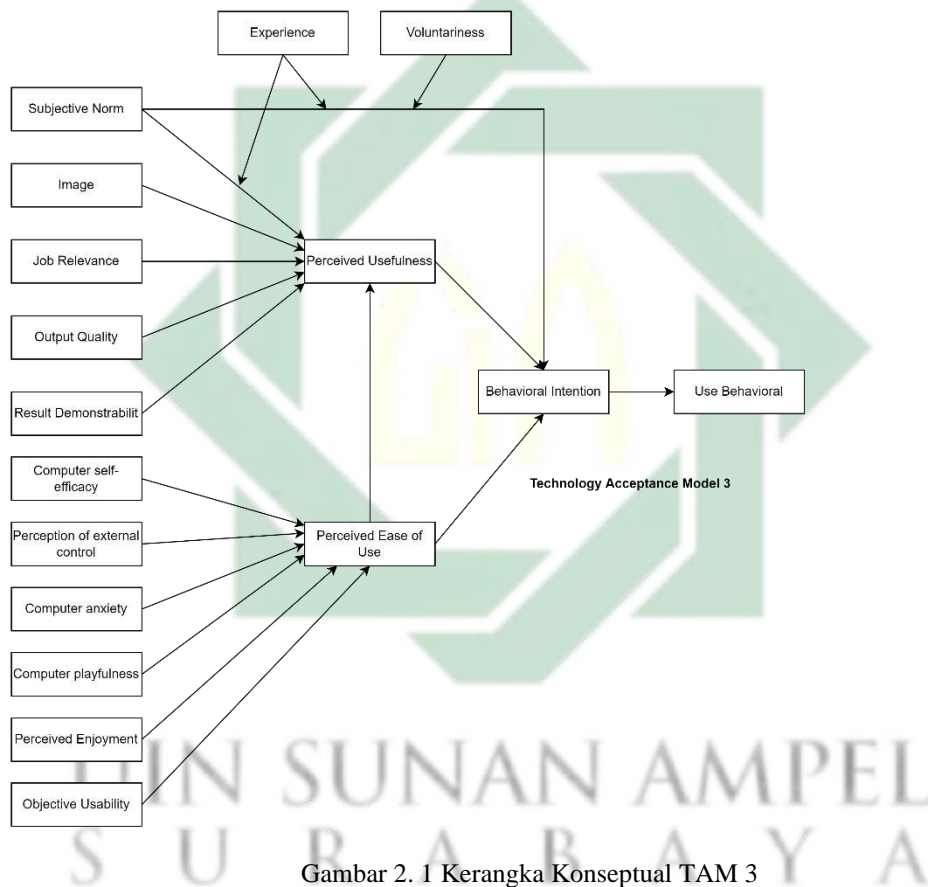 Experience
Voluntariness
Subjective Norm
Image
Job Relevance
Perceived Usefulness
Output Quality
Result Demonstrabilit
Behavioral Intention
Use Behavioral
Computer self-
efficacy
Technology Acceptance Model 3
Perception of external
control
Perceived Ease of
Use
Computer anxiety
Computer playfulness
Perceived Enjoyment
Objective Usability
UIN SUNAN AMPEL
SURABAYA
Gambar 2. 1 Kerangka Konseptual TAM 3